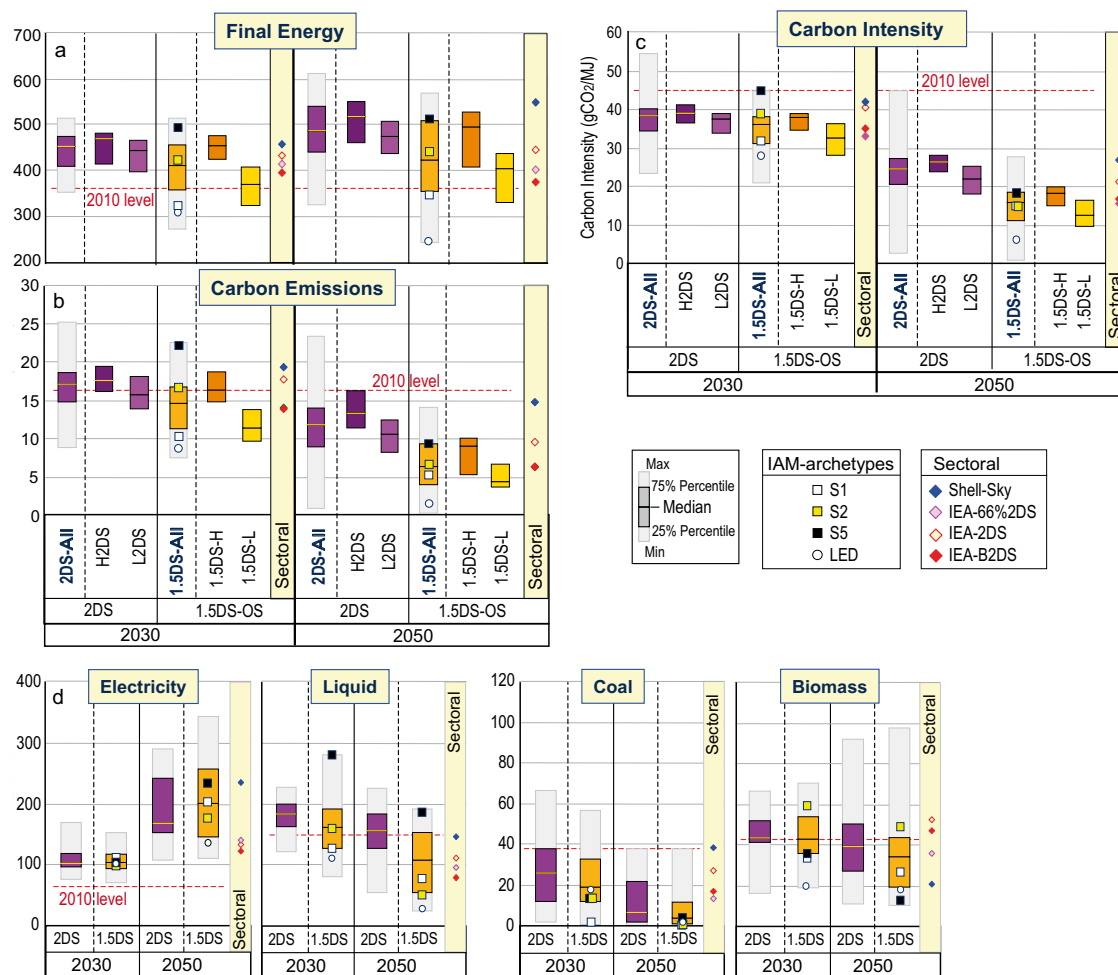 Final Energy
a
700
600
500
400
300
200
2010 level
Carbon Emissions
b
30
25
20
15
10
5
0
2010 level
2DS-All
H2DS
L2DS
1.5DS-All
1.5DS-H
1.5DS-L
Sectoral
2DS-All
H2DS
L2DS
1.5DS-All
1.5DS-H
1.5DS-L
Sectoral
2DS
1.5DS-OS
2DS
1.5DS-OS
2030
2050
Carbon Intensity
c
Carbon Intensity (gCO2/MJ)
60
50
40
30
20
10
0
2010 level
2DS-All
H2DS
L2DS
1.5DS-All
1.5DS-H
1.5DS-L
Sectoral
2DS-All
H2DS
L2DS
1.5DS-All
1.5DS-H
1.5DS-L
Sectoral
2DS
1.5DS-OS
2DS
1.5DS-OS
2030
2050
Max
75% Percentile
Median
25% Percentile
Min
IAM-archetypes
S1
S2
S5
LED
Sectoral
Shell-Sky
IEA-66%2DS
IEA-2DS
IEA-B2DS
d
Electricity
Liquid
Coal
Biomass
400
300
200
100
0
2010 level
Sectoral
Sectoral
120
100
80
60
40
20
0
Sectoral
Sectoral
2DS
1.5DS
2DS
1.5DS
2DS
1.5DS
2DS
1.5DS
2DS
1.5DS
2DS
1.5DS
2DS
1.5DS
2DS
1.5DS
2030
2050
2030
2050
2030
2050
2030
2050